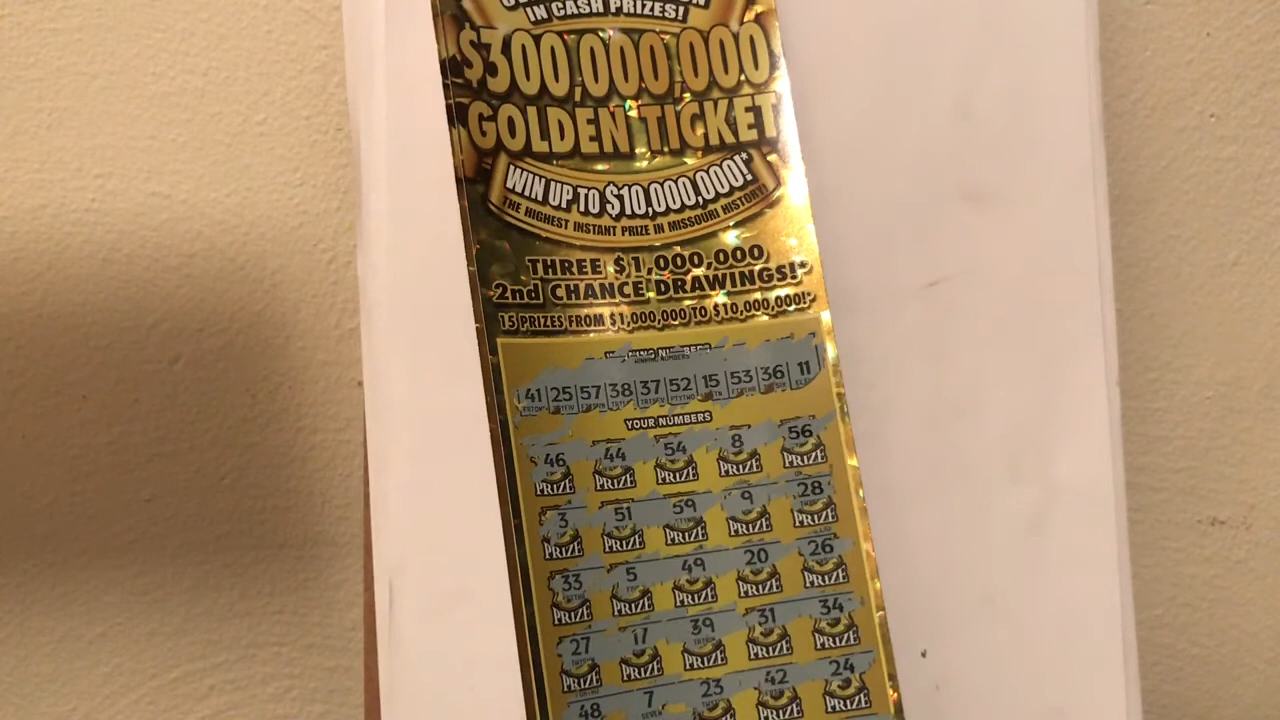 IN CASH PRIZES!
$300,000,000
GOLDEN TICKET
WIN UP TO $10,000,000!*
THE HIGHEST INSTANT PRIZE IN MISSOURI HISTORY!
THREE $1,000,000
2nd CHANCE DRAWINGS!*
15 PRIZES FROM $1,000,000 TO $10,000,000!*
WINNING NUMBERS
41 25 57 38 37 52 15 53 36 11
YOUR NUMBERS
46 44 54 8 56
PRIZE PRIZE PRIZE PRIZE PRIZE
3 51 59 9 28
PRIZE PRIZE PRIZE PRIZE PRIZE
33 5 49 20 26
PRIZE PRIZE PRIZE PRIZE PRIZE
27 17 39 31 34
PRIZE PRIZE PRIZE PRIZE PRIZE
48 7 23 42 24
SEVEN PRIZE PRIZE